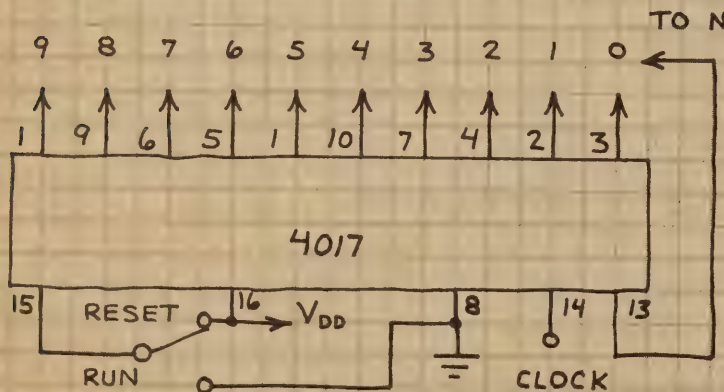 TO N
9 8 7 6 5 4 3 2 1 0
1 9 6 5 1 10 7 4 2 3
4017
15 16 8 14 13
RESET VDD
RUN CLOCK